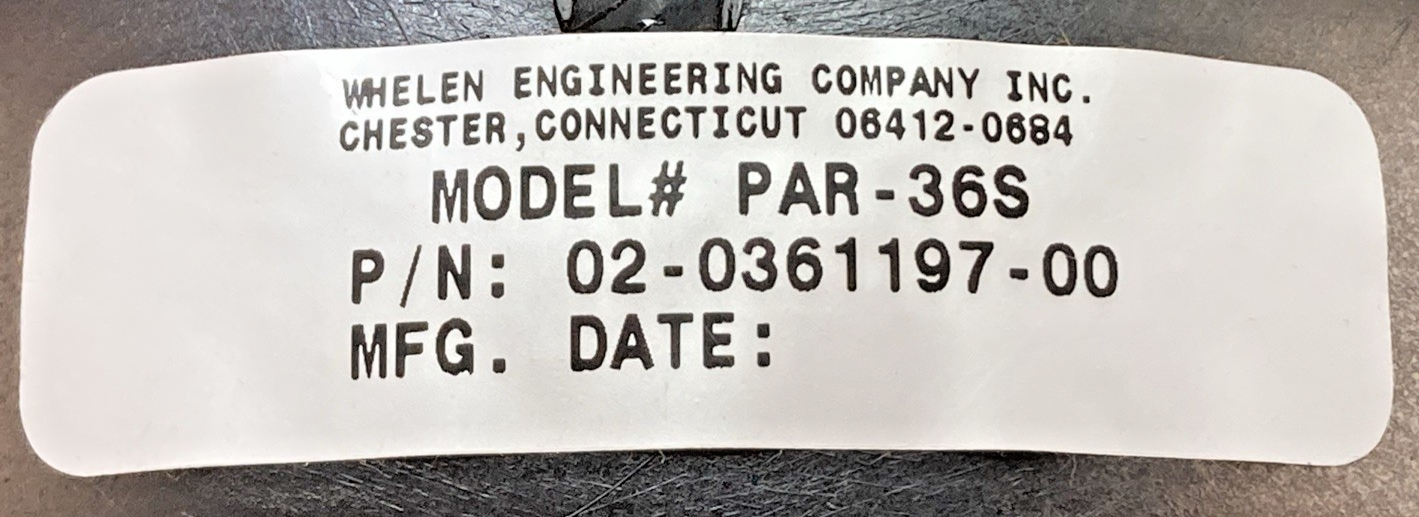 WHELEN ENGINEERING COMPANY INC.
CHESTER,CONNECTICUT 06412-0684
MODEL# PAR-36S
P/N: 02-0361197-00
MFG. DATE: